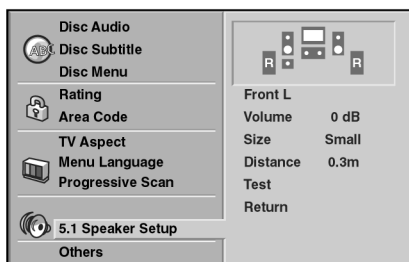 Disc Audio
ABC
Disc Subtitle
Disc Menu
Rating
Area Code
TV Aspect
Menu Language
Progressive Scan
5.1 Speaker Setup
Others
R R
Front L
Volume 0 dB
Size Small
Distance 0.3m
Test
Return